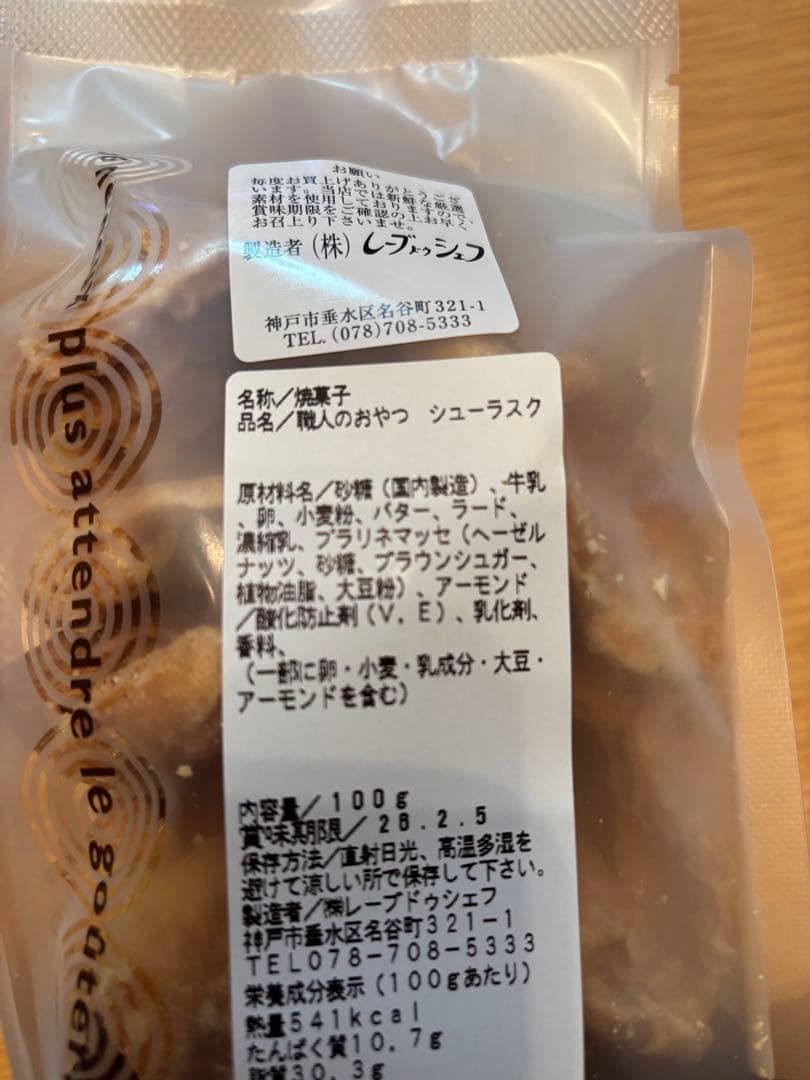 お願い
毎度お買上げありがとうござ
います。当店では新鮮な厳選
素材を使用しておりますので、
賞味期限をご確認の上お早く
お召上り下さいませ。
製造者 (株) レーブドゥシェフ
神戸市垂水区名谷町321-1
TEL.(078)708-5333
名称/焼菓子
品名/職人のおやつ シューラスク
原材料名/砂糖(国内製造)、牛乳
、卵、小麦粉、バター、ラード、
濃縮乳、プラリネマッセ(ヘーゼル
ナッツ、砂糖、ブラウンシュガー、
植物油脂、大豆粉)、アーモンド
/酸化防止剤(V.E)、乳化剤、
香料、
(一部に卵・小麦・乳成分・大豆・
アーモンドを含む)
内容量/100g
賞味期限/26.2.5
保存方法/直射日光、高温多湿を
避けて涼しい所で保存して下さい。
製造者/㈱レーブドゥシェフ
神戸市垂水区名谷町321-1
TEL078-708-5333
栄養成分表示(100gあたり)
熱量541kcal
たんぱく質10.7g
脂質30.3g
plus attendre le goûter